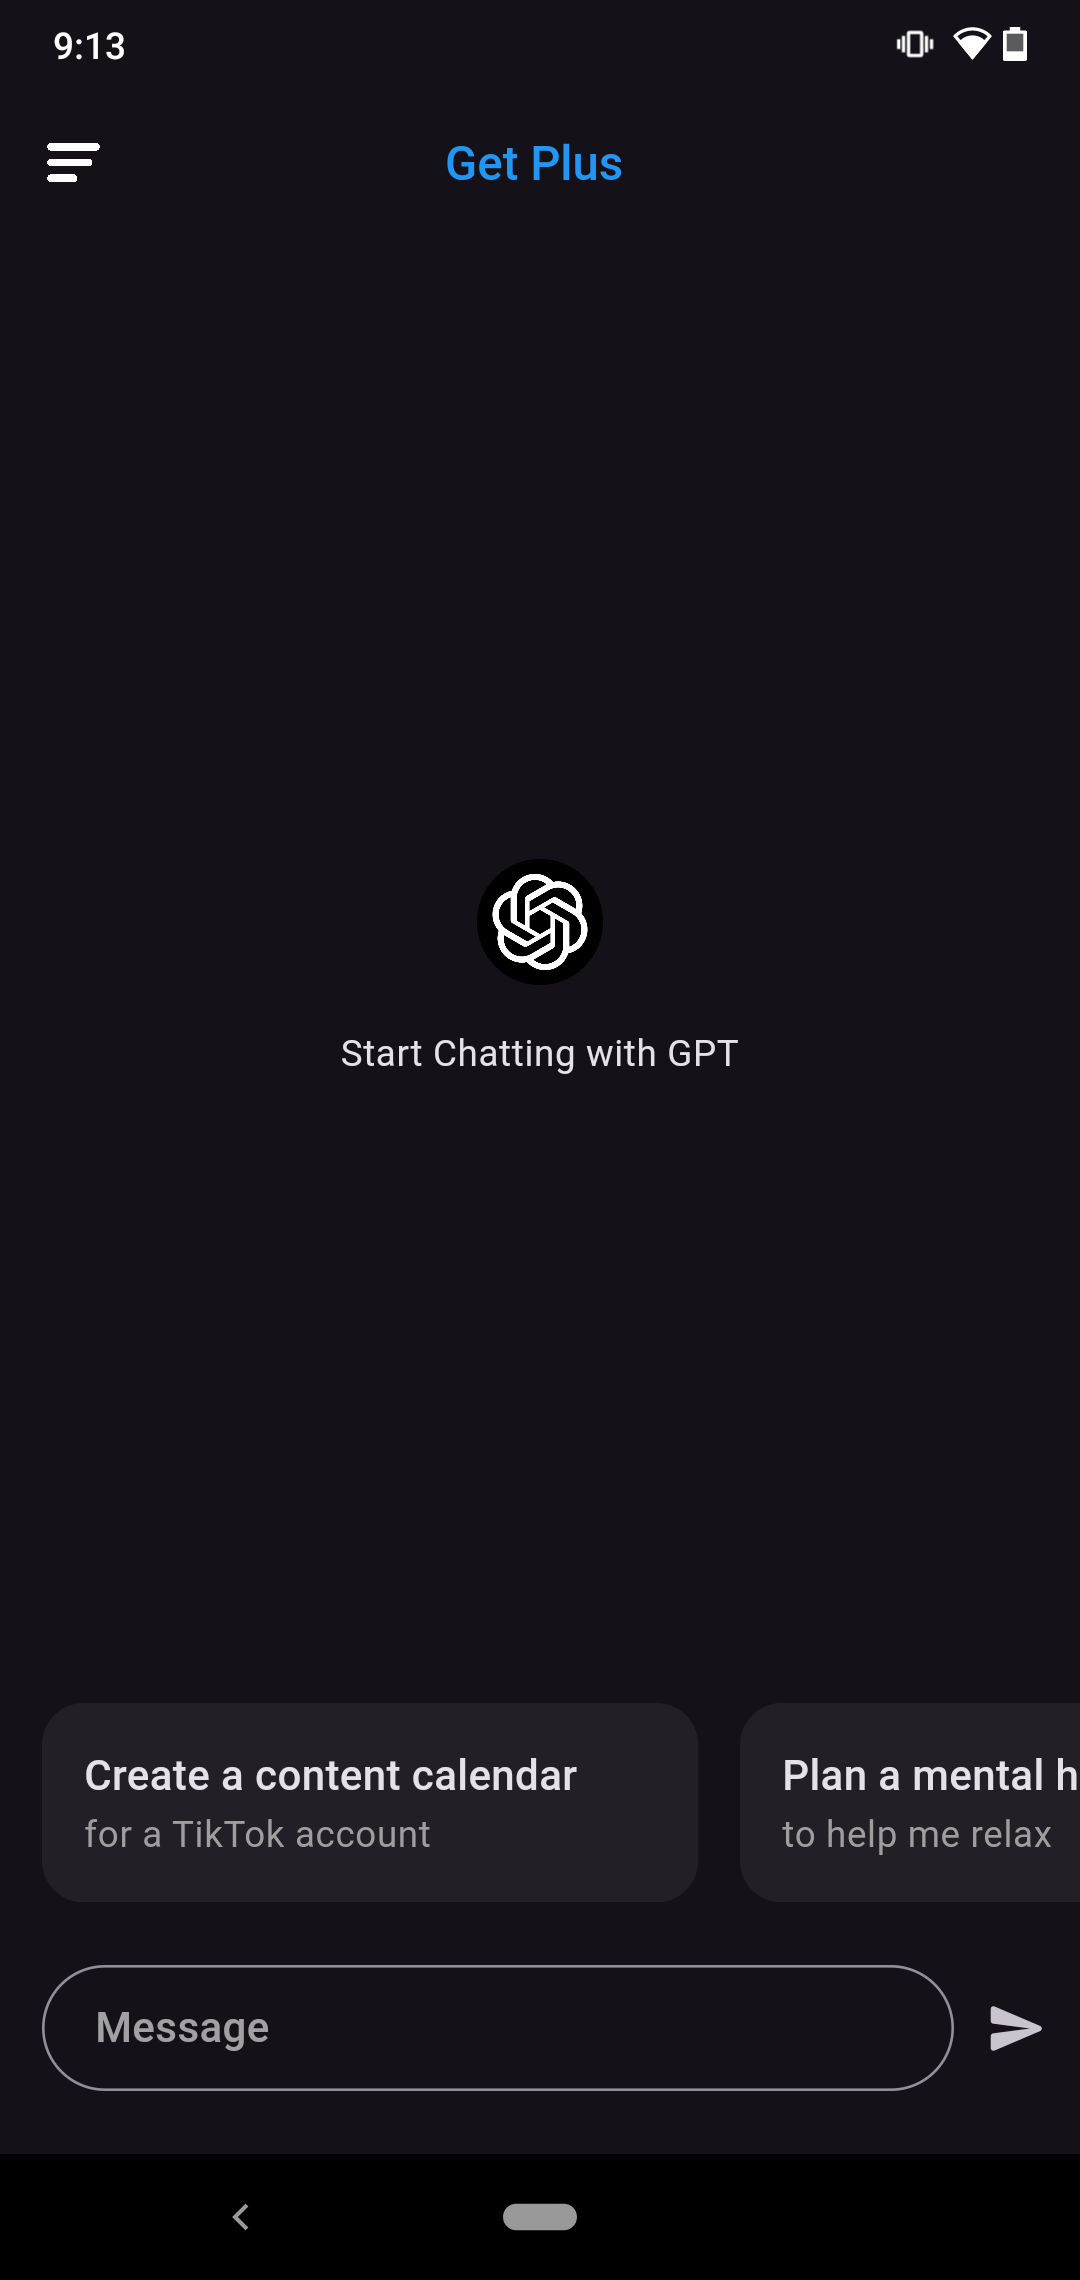 9:13
Get Plus
Start Chatting with GPT
Create a content calendar
for a TikTok account
Plan a mental h
to help me relax
Message